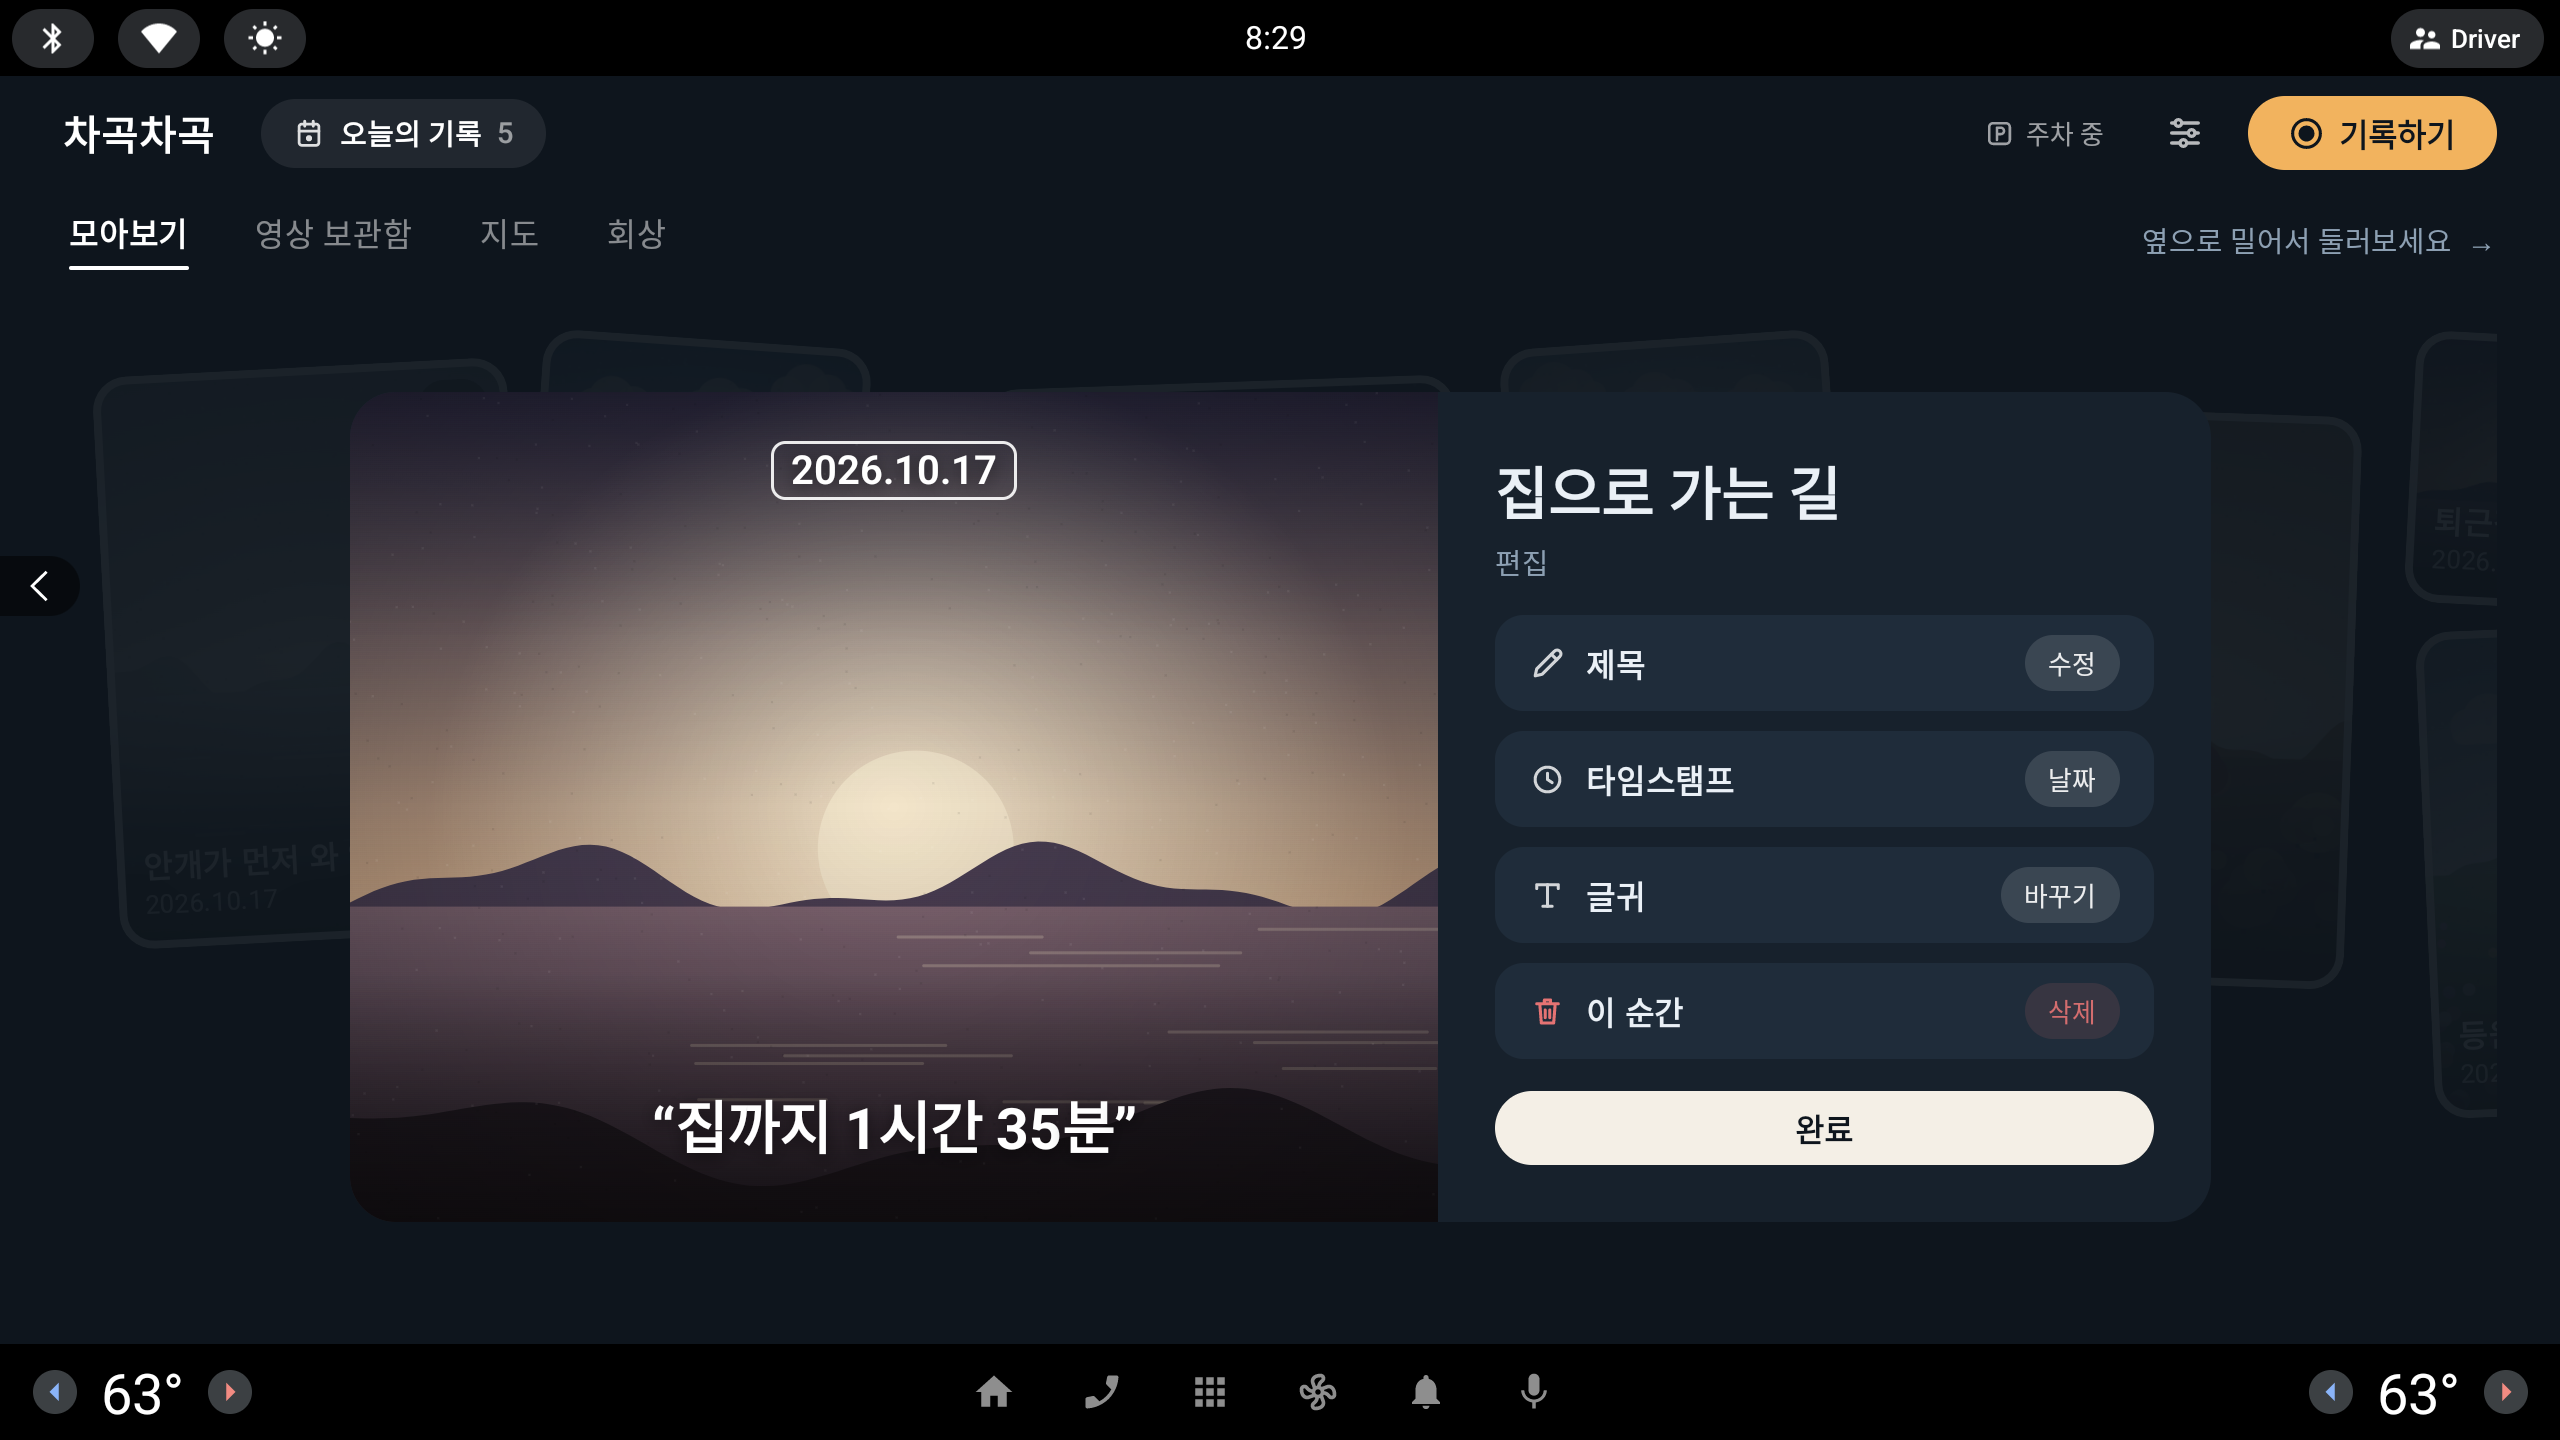 8:29
Driver
차곡차곡
오늘의 기록 5
주차 중
기록하기
모아보기
영상 보관함
지도
회상
옆으로 밀어서 둘러보세요 →
2026.10.17
집으로 가는 길
편집
제목
수정
타임스탬프
날짜
글귀
바꾸기
이 순간
삭제
완료
“집까지 1시간 35분”
안개가 먼저 와
2026.10.17
퇴근
2026.
202
63°
63°